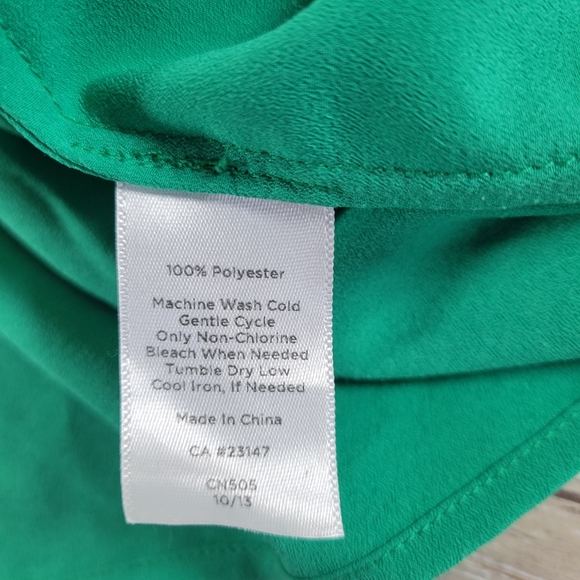 100% Polyester
Machine Wash Cold
Gentle Cycle
Only Non-Chlorine
Bleach When Needed
Tumble Dry Low
Cool Iron, If Needed
Made In China
CA #23147
CN505
10/13